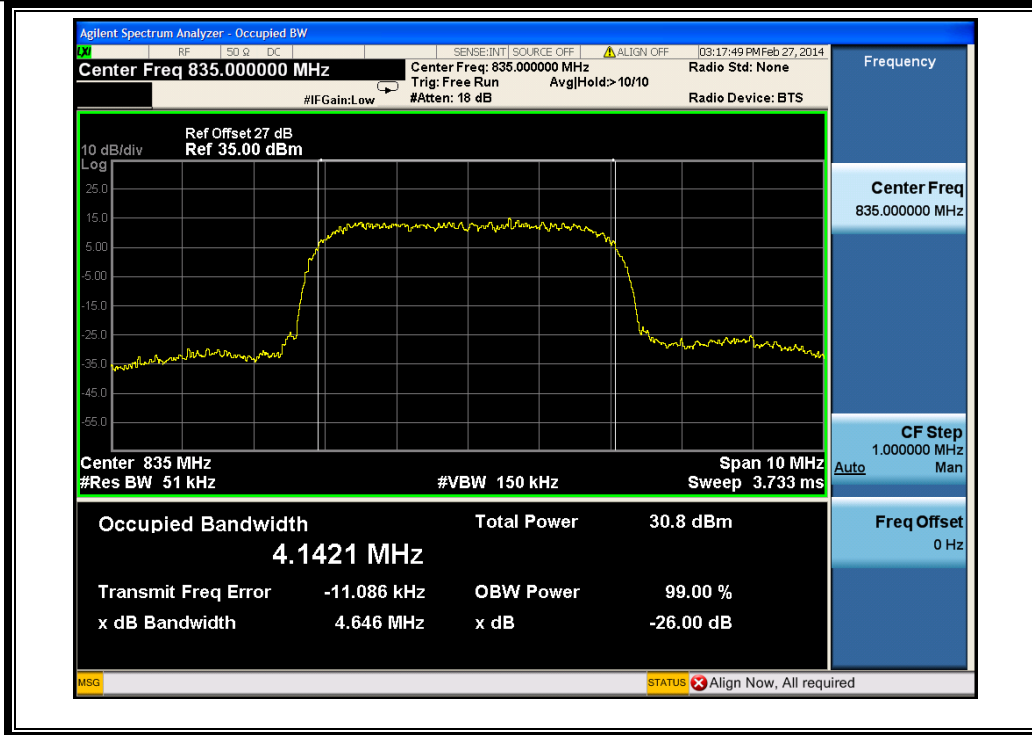 Agilent Spectrum Analyzer - Occupied BW
LXI RF 50 Ω DC SENSE:INT SOURCE OFF ALIGN OFF 03:17:49 PM Feb 27, 2014
Center Freq 835.000000 MHz
Center Freq: 835.000000 MHz Radio Std: None
Trig: Free Run Avg|Hold:> 10/10
#IFGain:Low #Atten: 18 dB Radio Device: BTS
Ref Offset 27 dB
10 dB/div Ref 35.00 dBm
Log
25.0
15.0
5.00
-5.00
-15.0
-25.0
-35.0
-45.0
-55.0
Center 835 MHz Span 10 MHz
#Res BW 51 kHz #VBW 150 kHz Sweep 3.733 ms
Occupied Bandwidth Total Power 30.8 dBm
4.1421 MHz
Transmit Freq Error -11.086 kHz OBW Power 99.00 %
x dB Bandwidth 4.646 MHz x dB -26.00 dB
Frequency
Center Freq
835.000000 MHz
CF Step
1.000000 MHz
Auto Man
Freq Offset
0 Hz
MSG STATUS Align Now, All required